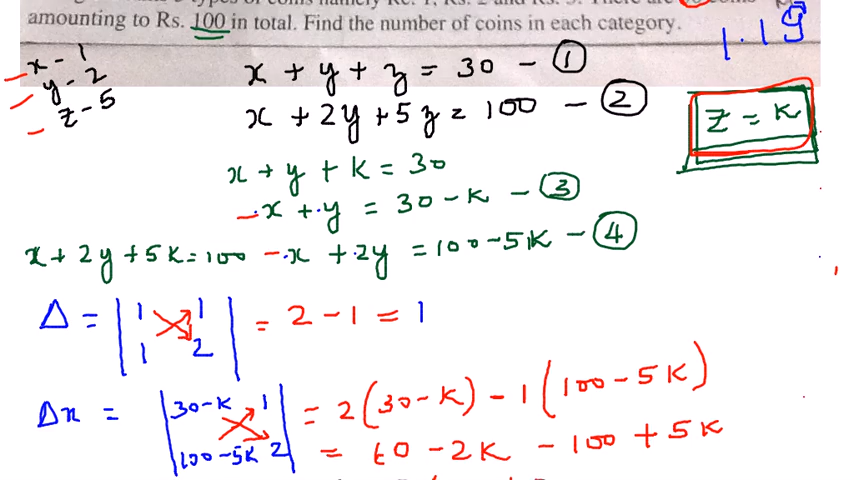 amounting to Rs. 100 in total. Find the number of coins in each category.
1.19
x - 1
y - 2
z - 5
x + y + z = 30 - ①
x + 2y + 5z = 100 - ②
z = k
x + y + k = 30
x + y = 30 - k - ③
x + 2y + 5k = 100 x + 2y = 100 - 5k - ④
Δ = | 1 1 | = 2 - 1 = 1
1 2
Δx = | 30 - k 1 | = 2(30 - k) - 1(100 - 5k)
100 - 5k 2 = 60 - 2k - 100 + 5k